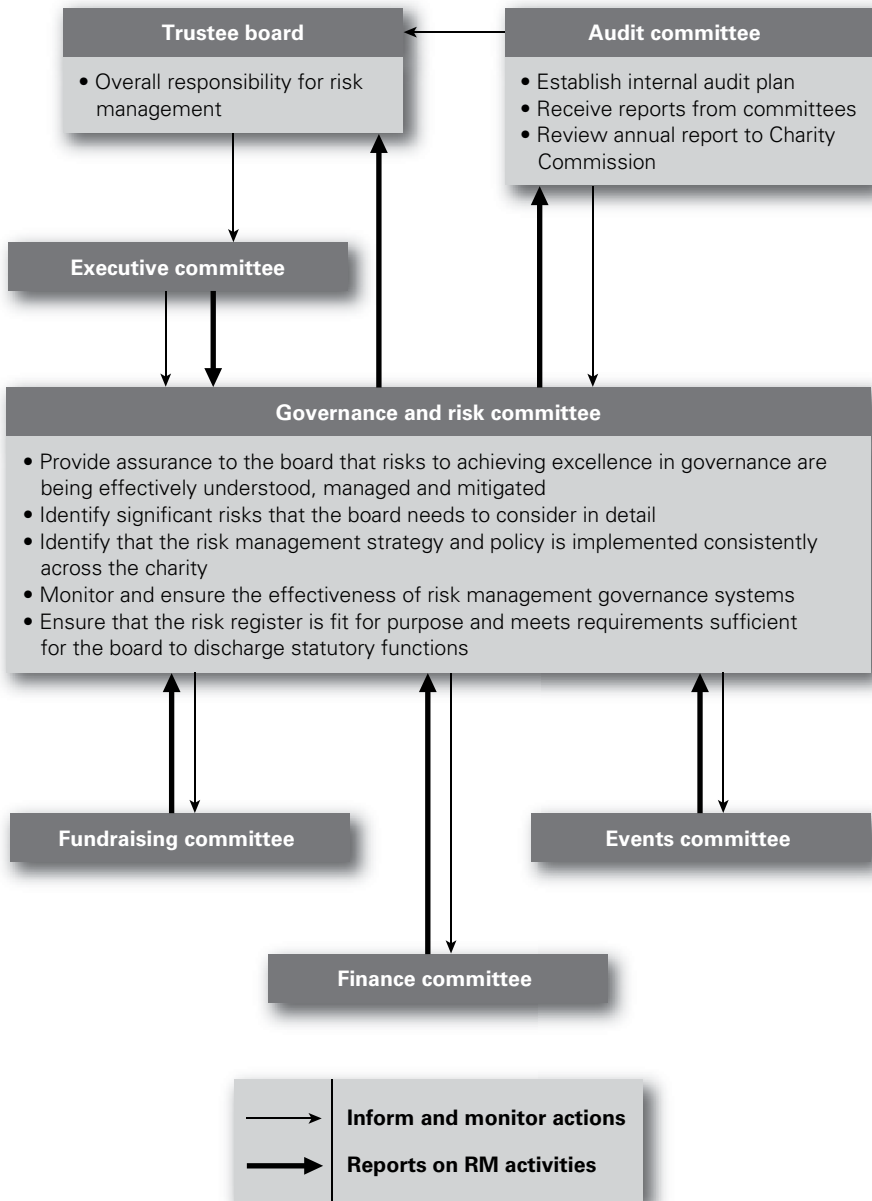 Trustee board
• Overall responsibility for risk
management
Audit committee
• Establish internal audit plan
• Receive reports from committees
• Review annual report to Charity
Commission
Executive committee
Governance and risk committee
• Provide assurance to the board that risks to achieving excellence in governance are
being effectively understood, managed and mitigated
• Identify significant risks that the board needs to consider in detail
• Identify that the risk management strategy and policy is implemented consistently
across the charity
• Monitor and ensure the effectiveness of risk management governance systems
• Ensure that the risk register is fit for purpose and meets requirements sufficient
for the board to discharge statutory functions
Fundraising committee
Events committee
Finance committee
Inform and monitor actions
Reports on RM activities